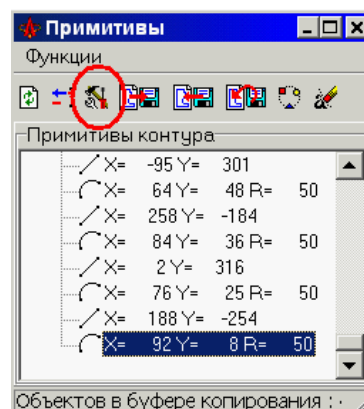 Примитивы
Функции
Примитивы контура
X= -95 Y= 301
X= 64 Y= 48 R= 50
X= 258 Y= -184
X= 84 Y= 36 R= 50
X= 2 Y= 316
X= 76 Y= 25 R= 50
X= 188 Y= -254
X= 92 Y= 8 R= 50
Объектов в буфере копирования :